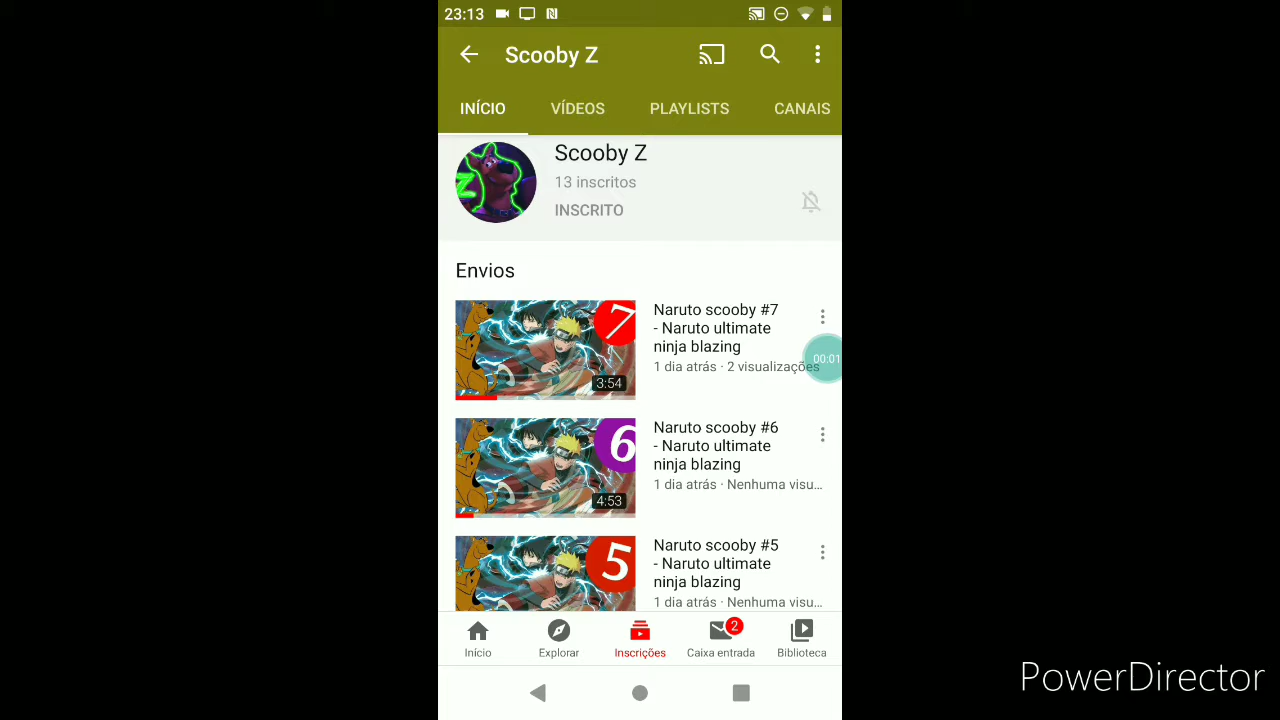 23:13
Scooby Z
INÍCIO VÍDEOS PLAYLISTS CANAIS
Scooby Z
13 inscritos
INSCRITO
Envios
7
3:54
Naruto scooby #7
- Naruto ultimate
ninja blazing
1 dia atrás · 2 visualizações
00:01
6
4:53
Naruto scooby #6
- Naruto ultimate
ninja blazing
1 dia atrás · Nenhuma visu...
5
Naruto scooby #5
- Naruto ultimate
ninja blazing
1 dia atrás · Nenhuma visu...
2
Início Explorar Inscrições Caixa entrada Biblioteca
PowerDirector